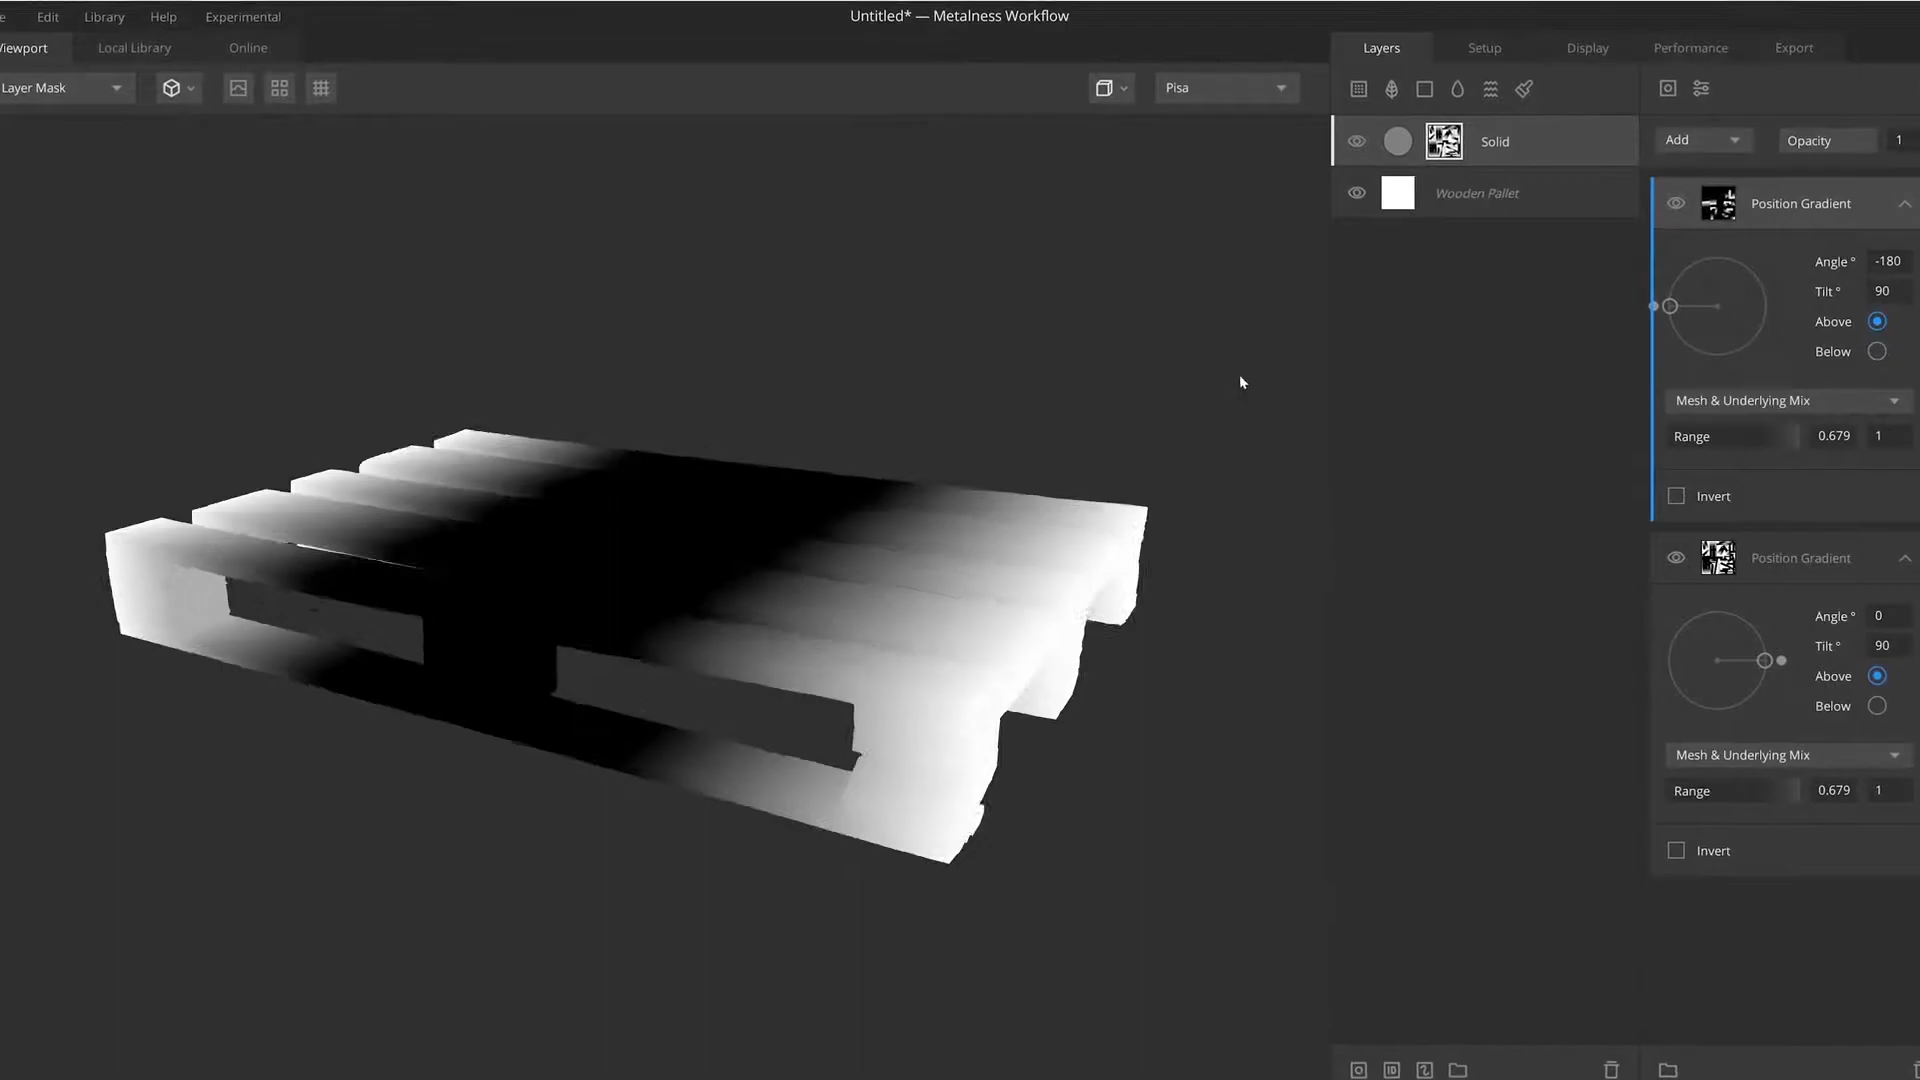 Untitled* — Metalness Workflow
e Edit Library Help Experimental
Viewport Local Library Online
Layers Setup Display Performance Export
Layer Mask
Pisa
Solid
Wooden Pallet
Add Opacity 1
Position Gradient
Angle ° -180
Tilt ° 90
Above
Below
Mesh & Underlying Mix
Range 0.679 1
Invert
Position Gradient
Angle ° 0
Tilt ° 90
Above
Below
Mesh & Underlying Mix
Range 0.679 1
Invert
ID